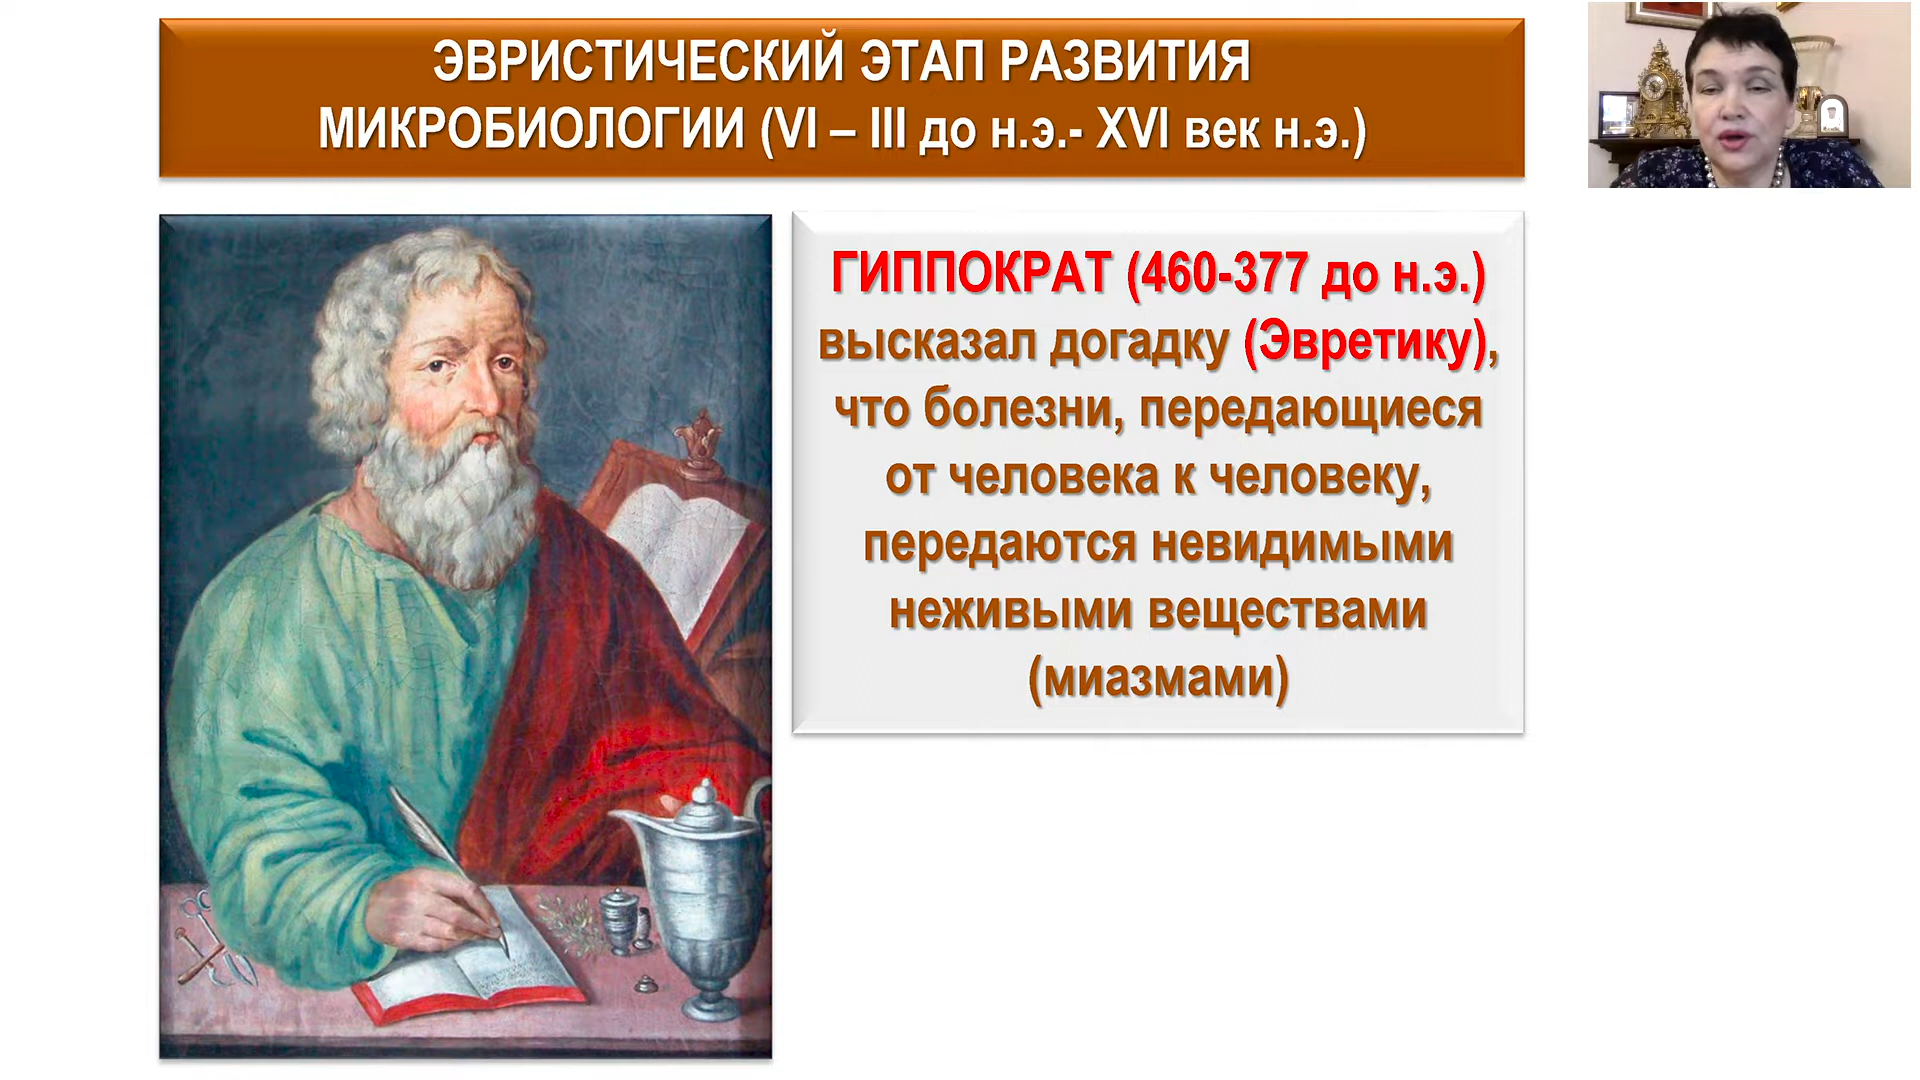 ЭВРИСТИЧЕСКИЙ ЭТАП РАЗВИТИЯ
МИКРОБИОЛОГИИ (VI – III до н.э.- XVI век н.э.)
ГИППОКРАТ (460-377 до н.э.)
высказал догадку (Эвретику),
что болезни, передающиеся
от человека к человеку,
передаются невидимыми
неживыми веществами
(миазмами)